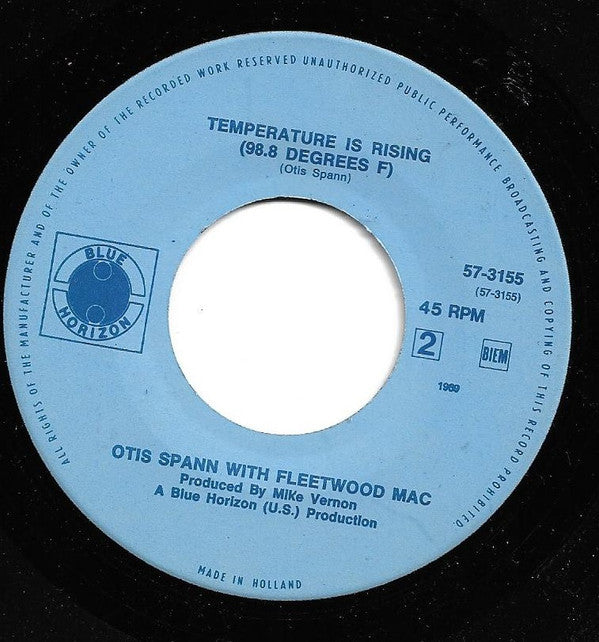 ALL RIGHTS OF THE MANUFACTURER AND OF THE OWNER OF THE RECORDED WORK RESERVED UNAUTHORIZED PUBLIC PERFORMANCE BROADCASTING AND COPYING OF THIS RECORD PROHIBITED
TEMPERATURE IS RISING
(98.8 DEGREES F)
(Otis Spann)
BLUE
HORIZON
57-3155
(57-3155)
45 RPM
2
BIEM
1969
OTIS SPANN WITH FLEETWOOD MAC
Produced By Mike Vernon
A Blue Horizon (U.S.) Production
MADE IN HOLLAND